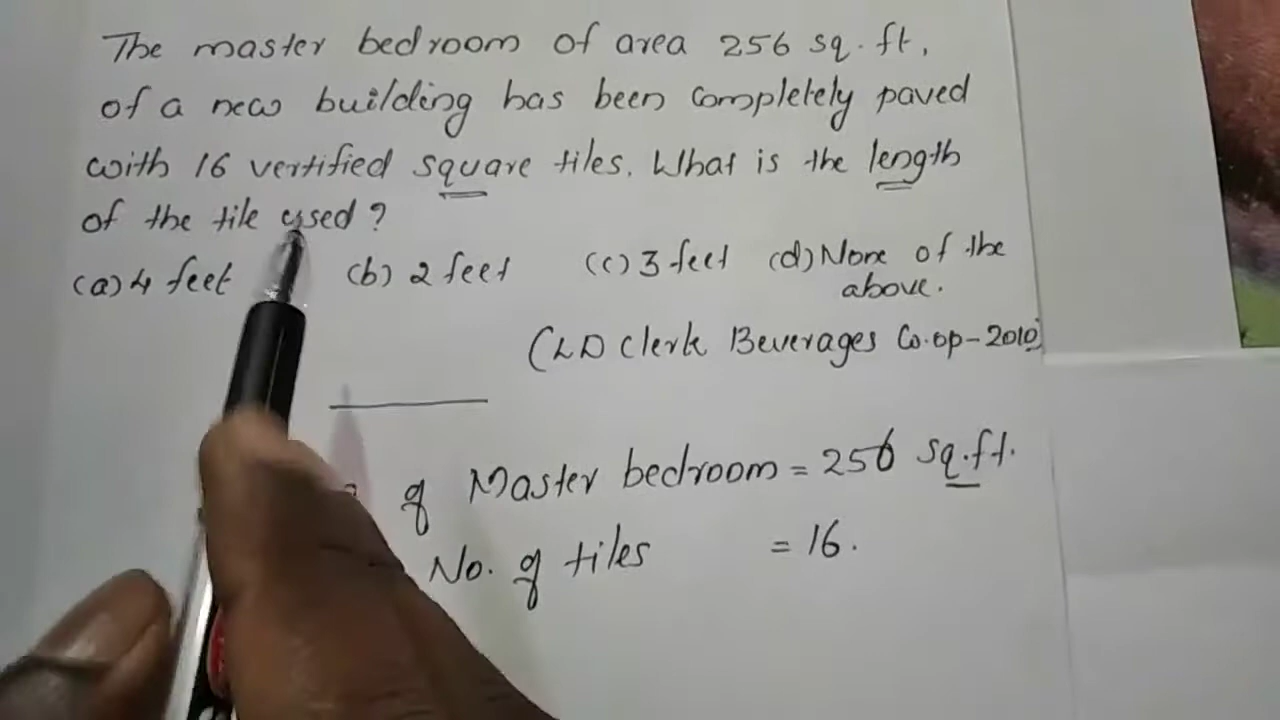 The master bedroom of area 256 sq.ft.
of a new building has been completely paved
with 16 vertified square tiles. What is the length
of the tile used?
(a) 4 feet (b) 2 feet (c) 3 feet (d) None of the
above.
(LD Clerk Beverages Co.op-2010)
of Master bedroom = 256 sq.ft.
No. of tiles = 16.